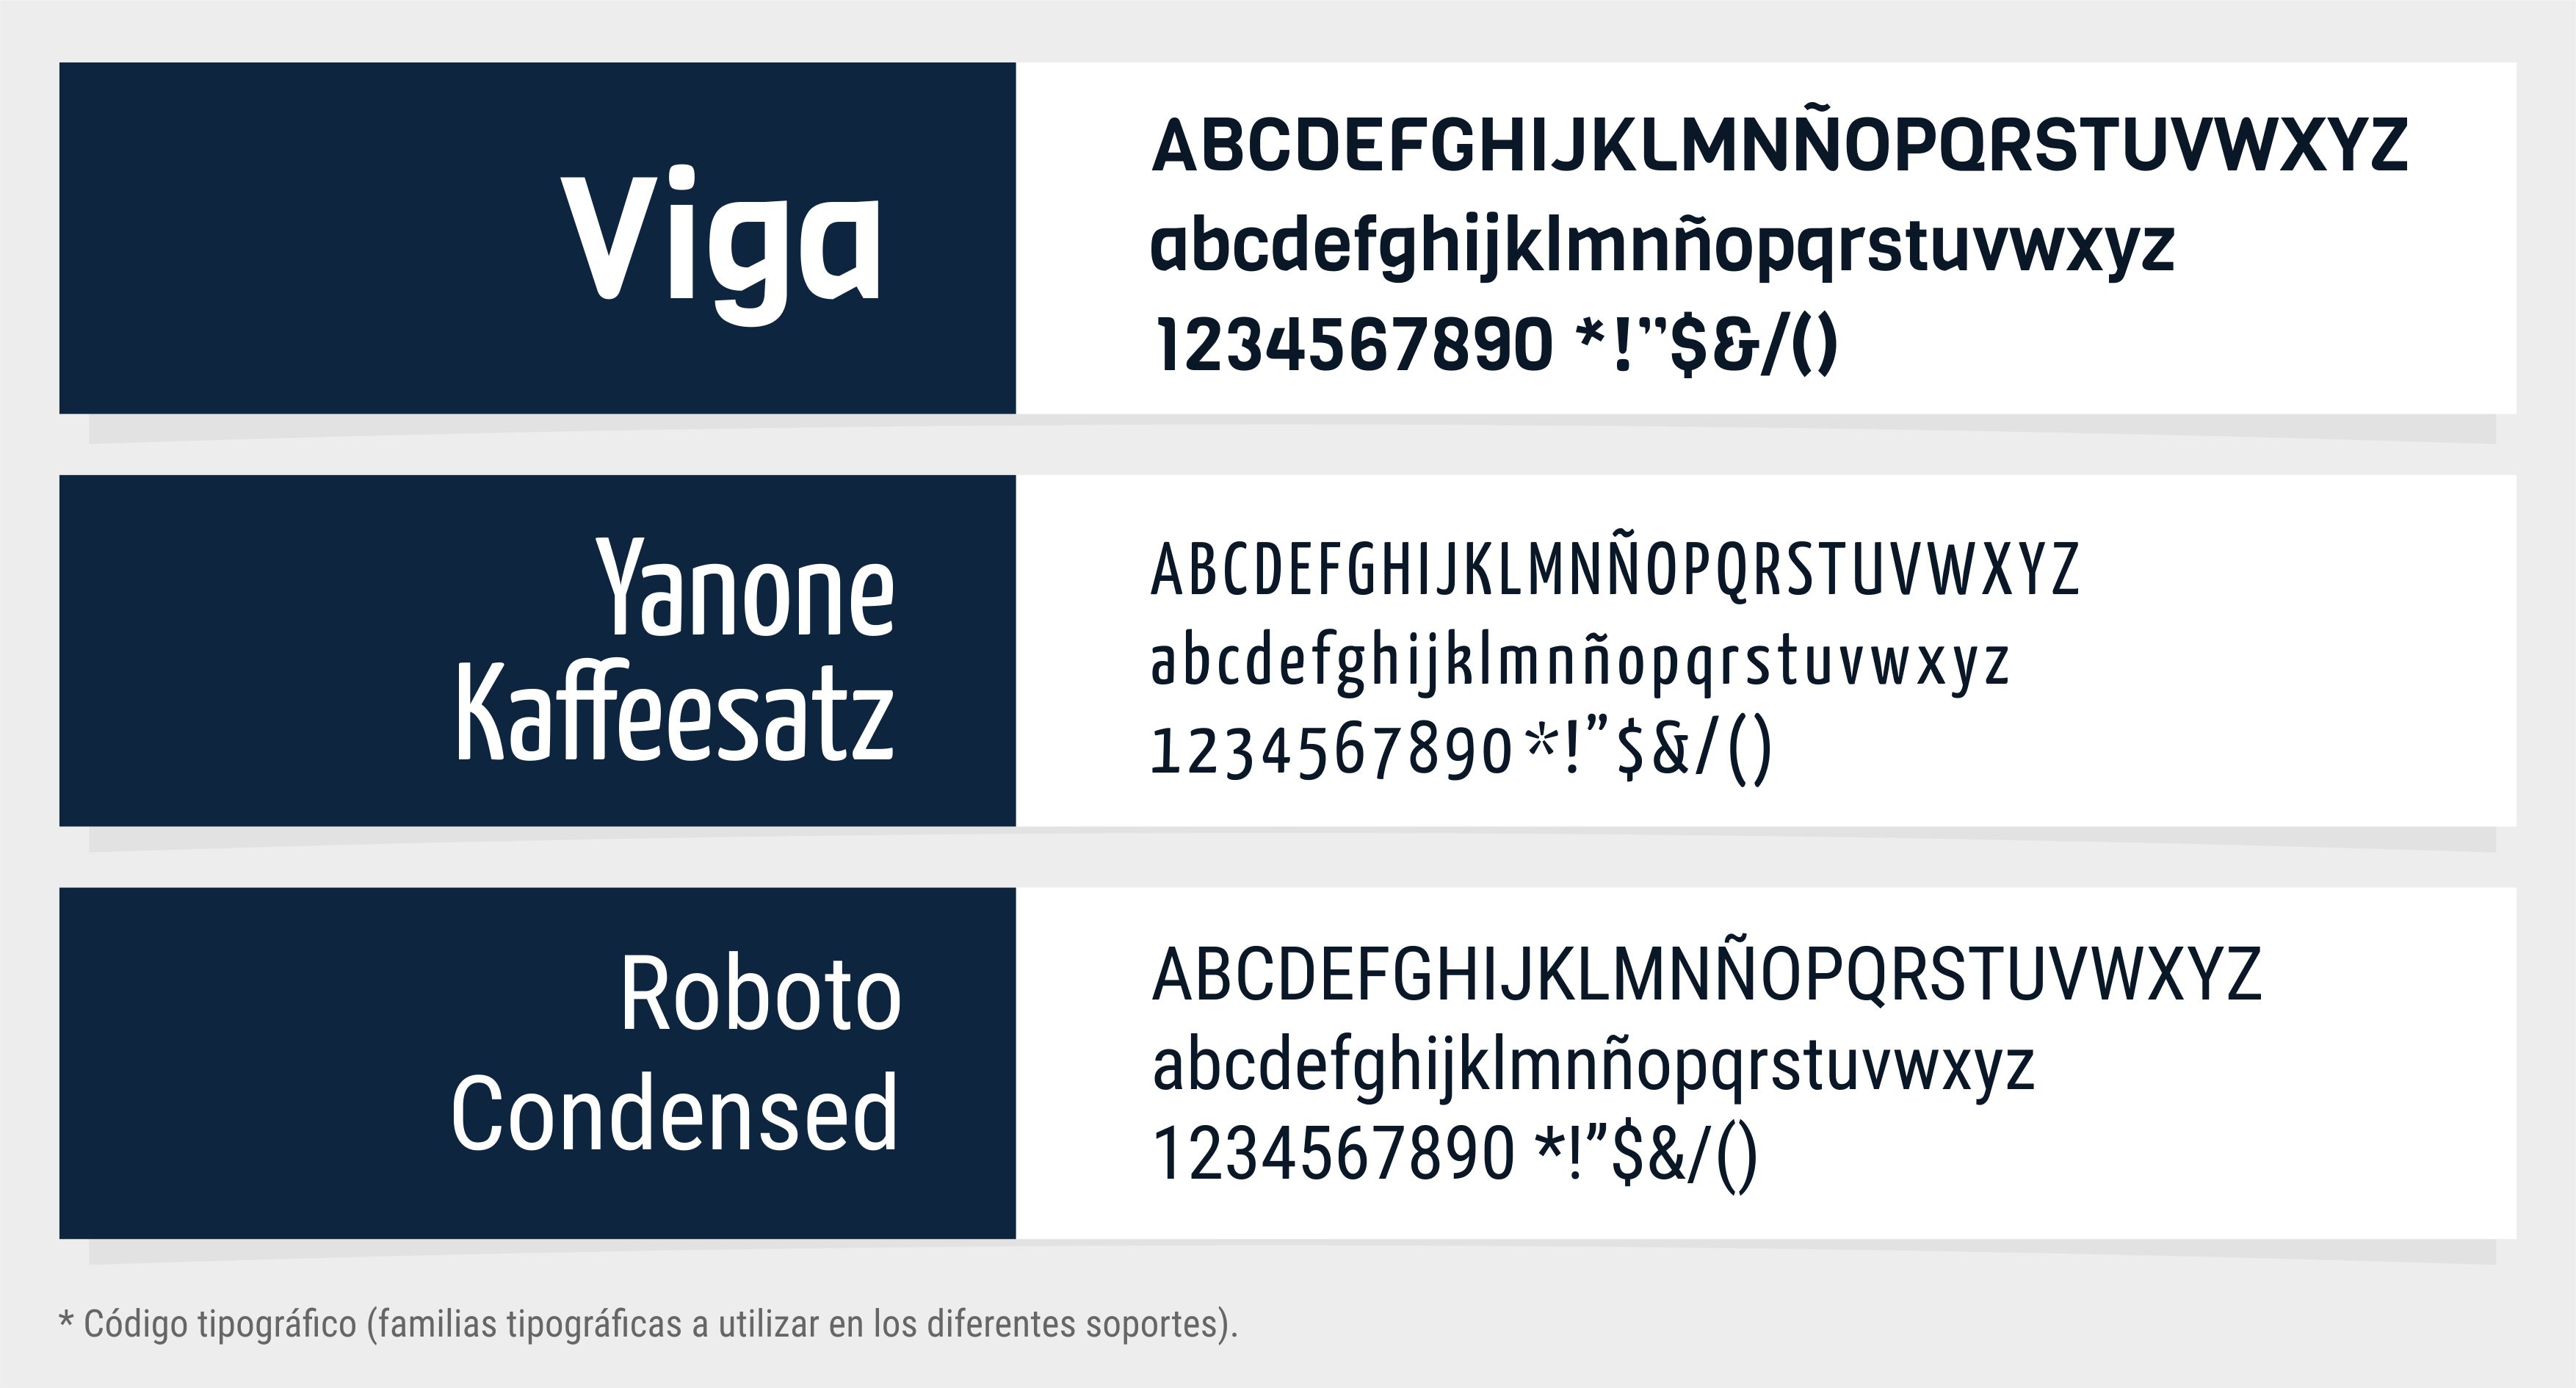 Viga
ABCDEFGHIJKLMNÑOPQRSTUVWXYZ
abcdefghijklmnñopqrstuvwxyz
1234567890 *!”$&/()
Yanone
Kaffeesatz
ABCDEFGHIJKLMNÑOPQRSTUVWXYZ
abcdefghijklmnñopqrstuvwxyz
1234567890 *!”$&/()
Roboto
Condensed
ABCDEFGHIJKLMNÑOPQRSTUVWXYZ
abcdefghijklmnñopqrstuvwxyz
1234567890 *!”$&/()
* Código tipográfico (familias tipográficas a utilizar en los diferentes soportes).